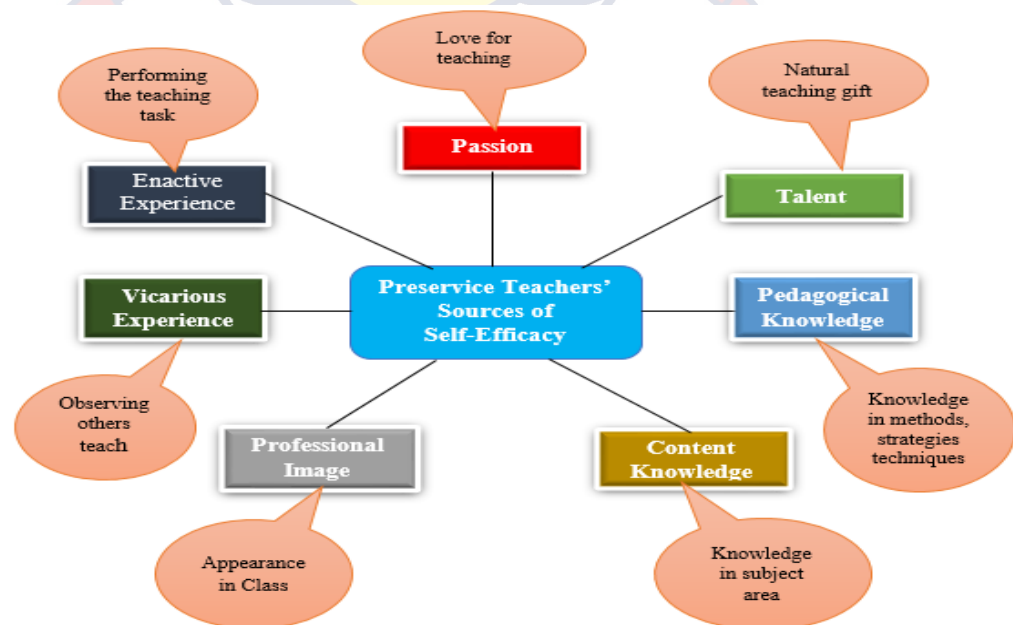 Love for
teaching
Performing
the teaching
task
Natural
teaching gift
Passion
Enactive
Experience
Talent
Preservice Teachers’
Sources of
Self-Efficacy
Vicarious
Experience
Pedagogical
Knowledge
Observing
others
teach
Knowledge
in methods,
strategies
techniques
Professional
Image
Content
Knowledge
Appearance
in Class
Knowledge
in subject
area